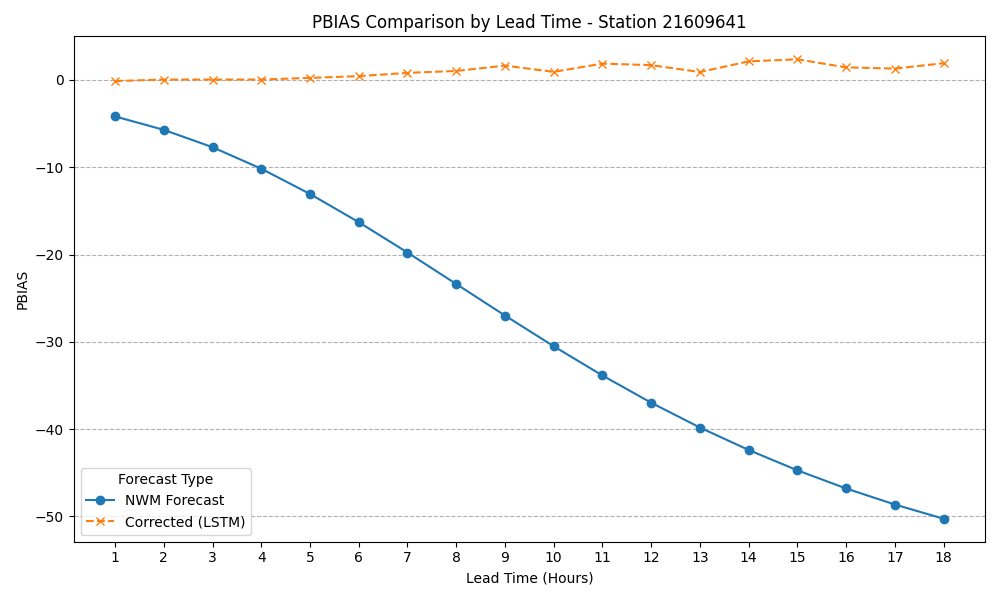 PBIAS Comparison by Lead Time - Station 21609641
PBIAS
0
−10
−20
−30
−40
−50
Forecast Type
NWM Forecast
Corrected (LSTM)
1 2 3 4 5 6 7 8 9 10 11 12 13 14 15 16 17 18
Lead Time (Hours)